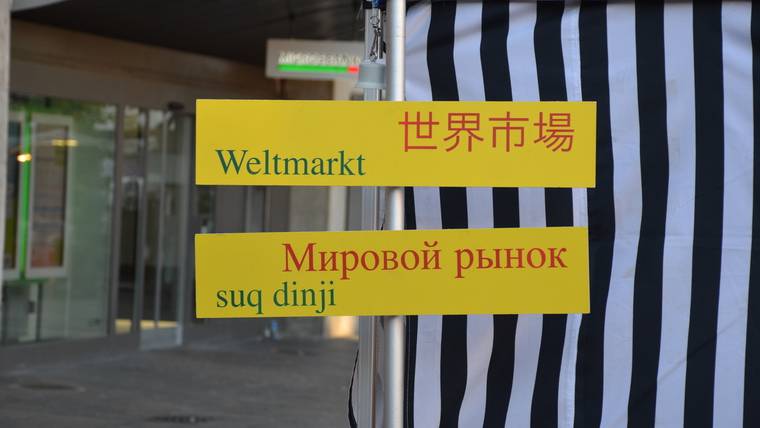 世界市場
Weltmarkt
Мировой рынок
suq dinji